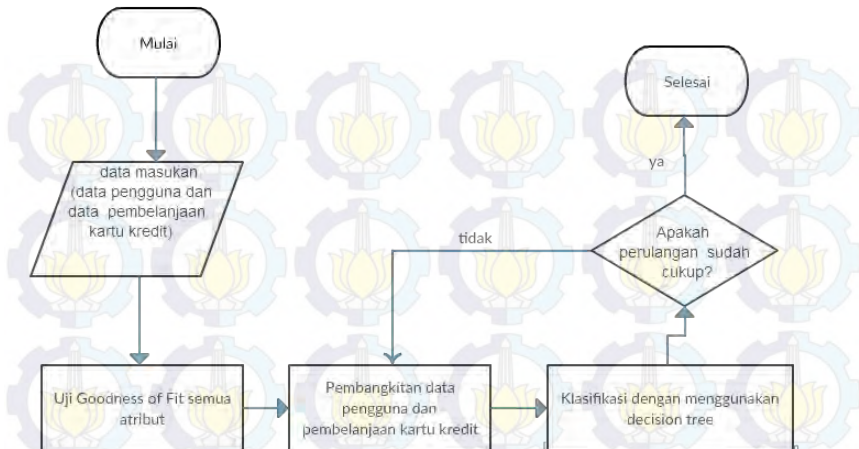 Mulai
data masukan
(data pengguna dan
data pembelanjaan
kartu kredit)
Uji Goodness of Fit semua
atribut
Pembangkitan data
pengguna dan
pembelanjaan kartu kredit
Klasifikasi dengan menggunakan
decision tree
Apakah
perulangan sudah
cukup?
tidak
ya
Selesai